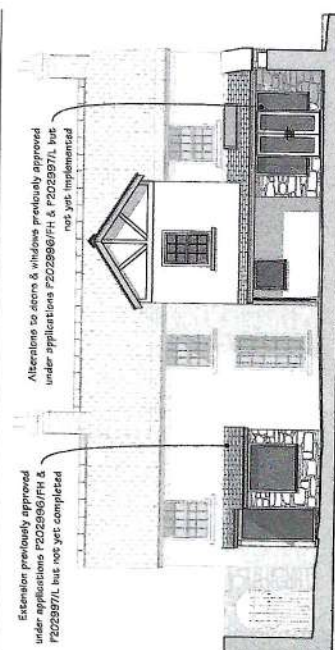 Extension previously approved
under applications P202996/FH &
P202997/L but not yet completed
Alterations to doors & windows previously approved
under applications P202996/FH & P202997/L but
not yet implemented